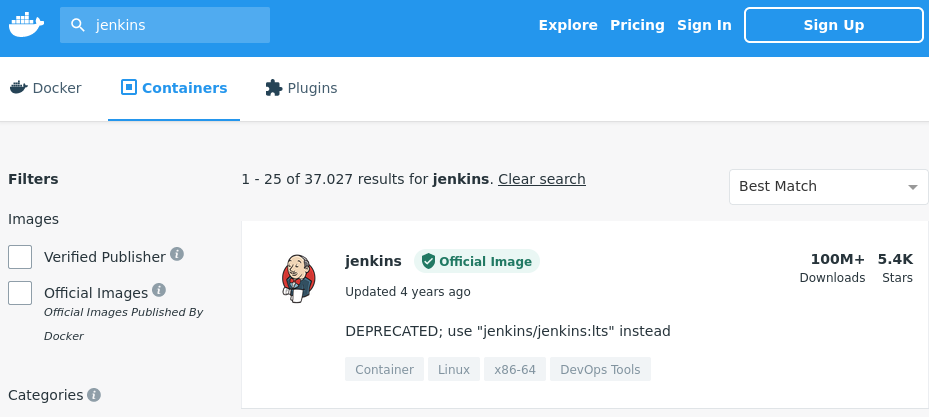 jenkins
Explore Pricing Sign In Sign Up
Docker Containers Plugins
Filters
1 - 25 of 37.027 results for jenkins. Clear search
Best Match
Images
Verified Publisher
Official Images
Official Images Published By
Docker
Categories
jenkins Official Image
Updated 4 years ago
100M+ 5.4K
Downloads Stars
DEPRECATED; use "jenkins/jenkins:lts" instead
Container Linux x86-64 DevOps Tools